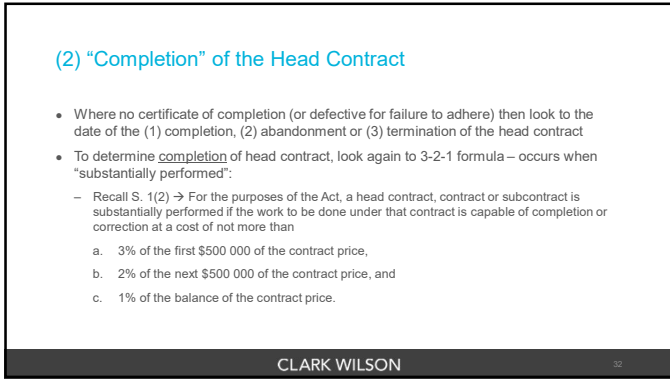 (2) “Completion” of the Head Contract
● Where no certificate of completion (or defective for failure to adhere) then look to the
date of the (1) completion, (2) abandonment or (3) termination of the head contract
● To determine completion of head contract, look again to 3-2-1 formula – occurs when
“substantially performed”:
– Recall S. 1(2) → For the purposes of the Act, a head contract, contract or subcontract is
substantially performed if the work to be done under that contract is capable of completion or
correction at a cost of not more than
a. 3% of the first $500 000 of the contract price,
b. 2% of the next $500 000 of the contract price, and
c. 1% of the balance of the contract price.
CLARK WILSON
32